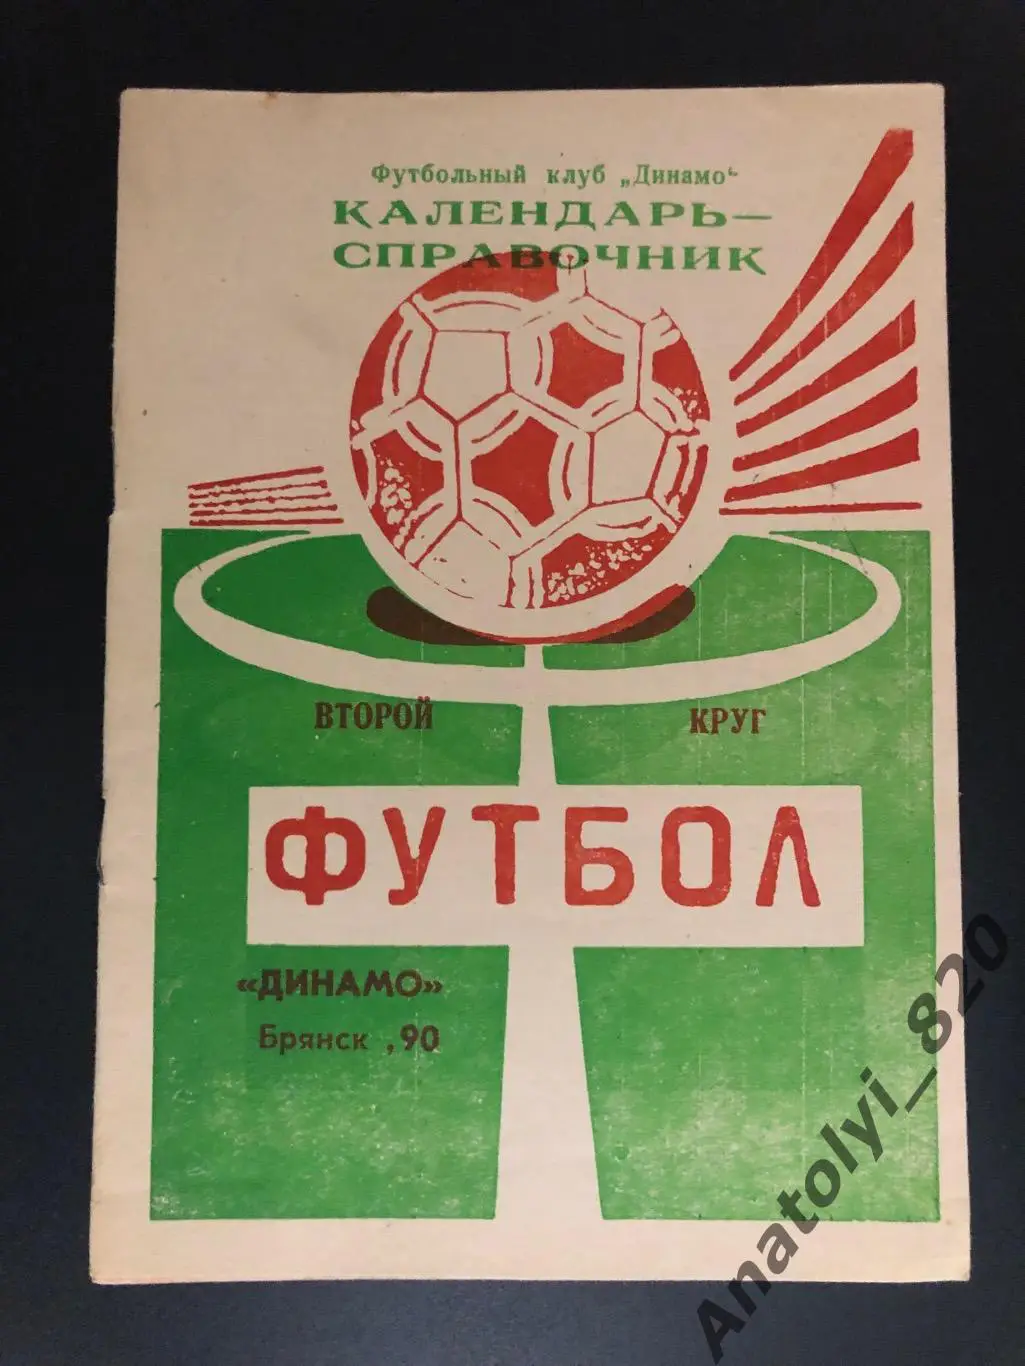 Футбольный клуб „Динамо“
КАЛЕНДАРЬ—
СПРАВОЧНИК
ВТОРОЙ КРУГ
ФУТБОЛ
«ДИНАМО»
Брянск ,90
Anatolyi_820